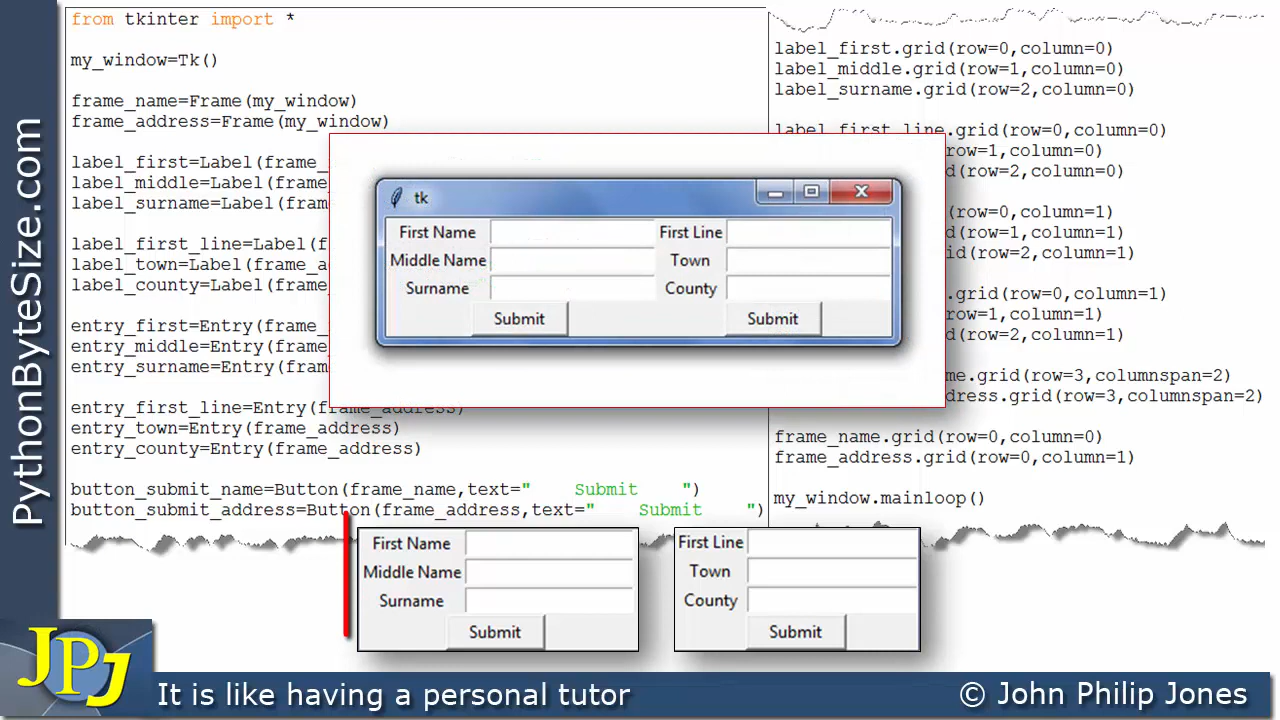 PythonByteSize.com
from tkinter import *
my_window=Tk()
frame_name=Frame(my_window)
frame_address=Frame(my_window)
label_first=Label(frame_
label_middle=Label(frame_
label_surname=Label(frame_
label_first_line=Label(f
label_town=Label(frame_a
label_county=Label(frame_
entry_first=Entry(frame_
entry_middle=Entry(frame_
entry_surname=Entry(fram
entry_first_line=Entry(frame_address)
entry_town=Entry(frame_address)
entry_county=Entry(frame_address)
button_submit_name=Button(frame_name,text="    Submit    ")
button_submit_address=Button(frame_address,text="    Submit    ")
label_first.grid(row=0,column=0)
label_middle.grid(row=1,column=0)
label_surname.grid(row=2,column=0)
label_first_line.grid(row=0,column=0)
row=1,column=0)
d(row=2,column=0)
(row=0,column=1)
d(row=1,column=1)
d(row=2,column=1)
.grid(row=0,column=1)
row=1,column=1)
d(row=2,column=1)
me.grid(row=3,columnspan=2)
dress.grid(row=3,columnspan=2)
frame_name.grid(row=0,column=0)
frame_address.grid(row=0,column=1)
my_window.mainloop()
tk
First Name First Line
Middle Name Town
Surname County
Submit Submit
First Name
Middle Name
Surname
Submit
First Line
Town
County
Submit
JPJ
It is like having a personal tutor
© John Philip Jones